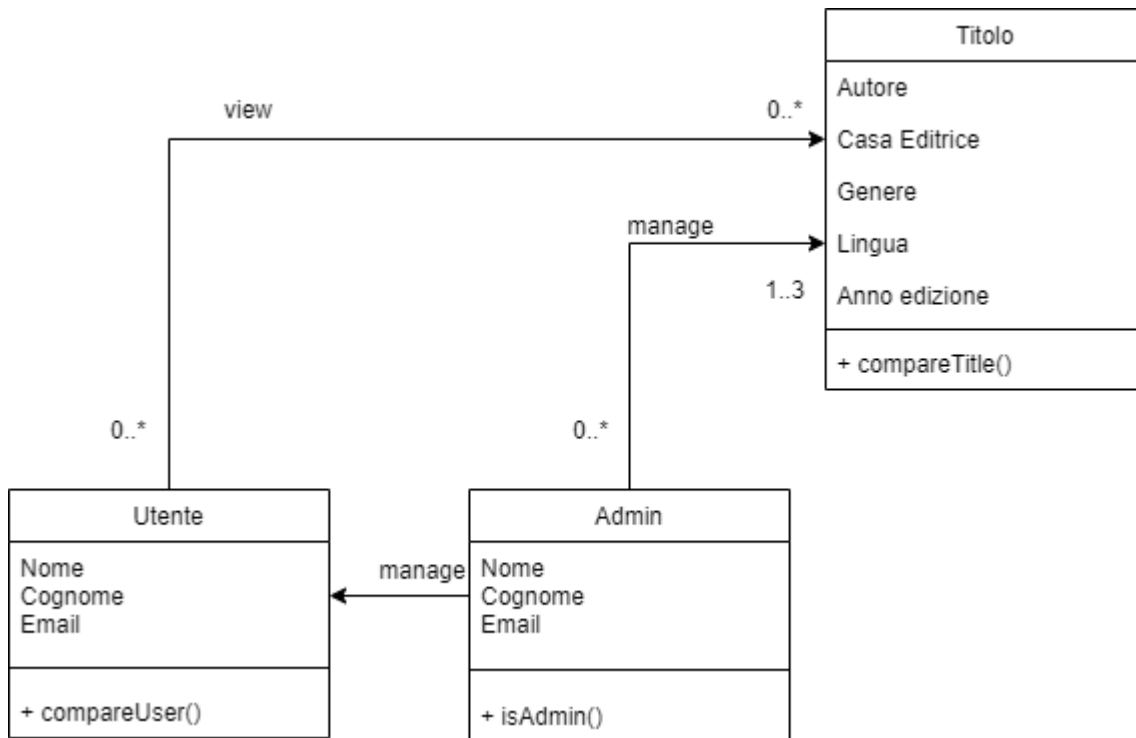 Titolo
Autore
view
0..*
Casa Editrice
Genere
manage
Lingua
1..3
Anno edizione
+ compareTitle()
0..*
0..*
Utente
Nome
Cognome
Email
+ compareUser()
manage
Admin
Nome
Cognome
Email
+ isAdmin()